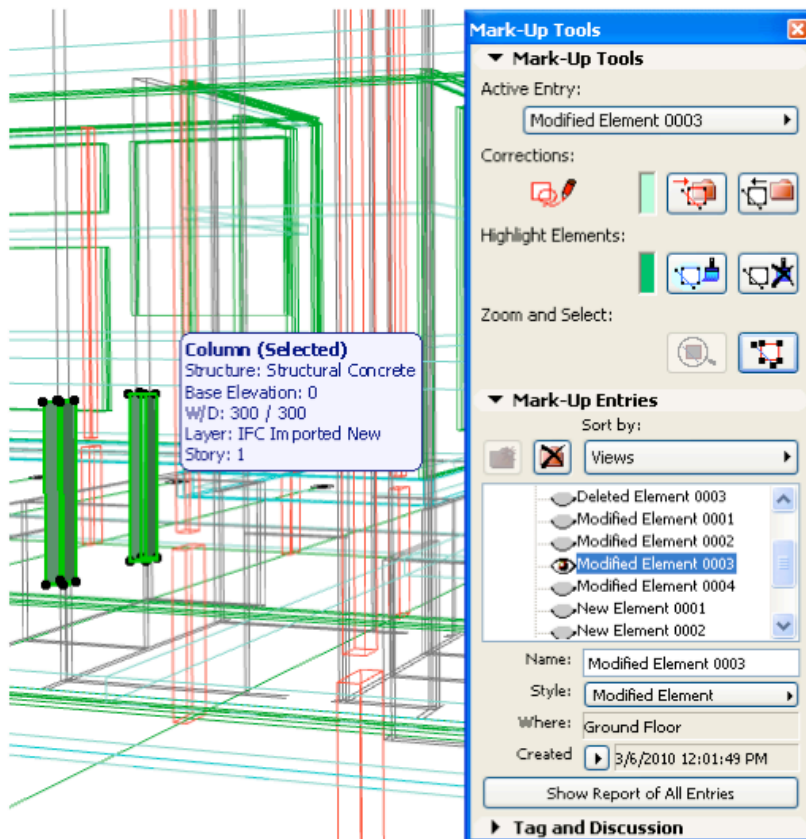 Mark-Up Tools
Mark-Up Tools
Active Entry:
Modified Element 0003
Corrections:
Highlight Elements:
Zoom and Select:
Column (Selected)
Structure: Structural Concrete
Base Elevation: 0
W/D: 300 / 300
Layer: IFC Imported New
Story: 1
Mark-Up Entries
Sort by:
Views
Deleted Element 0003
Modified Element 0001
Modified Element 0002
Modified Element 0003
Modified Element 0004
New Element 0001
New Element 0002
Name: Modified Element 0003
Style: Modified Element
Where: Ground Floor
Created 3/6/2010 12:01:49 PM
Show Report of All Entries
Tag and Discussion